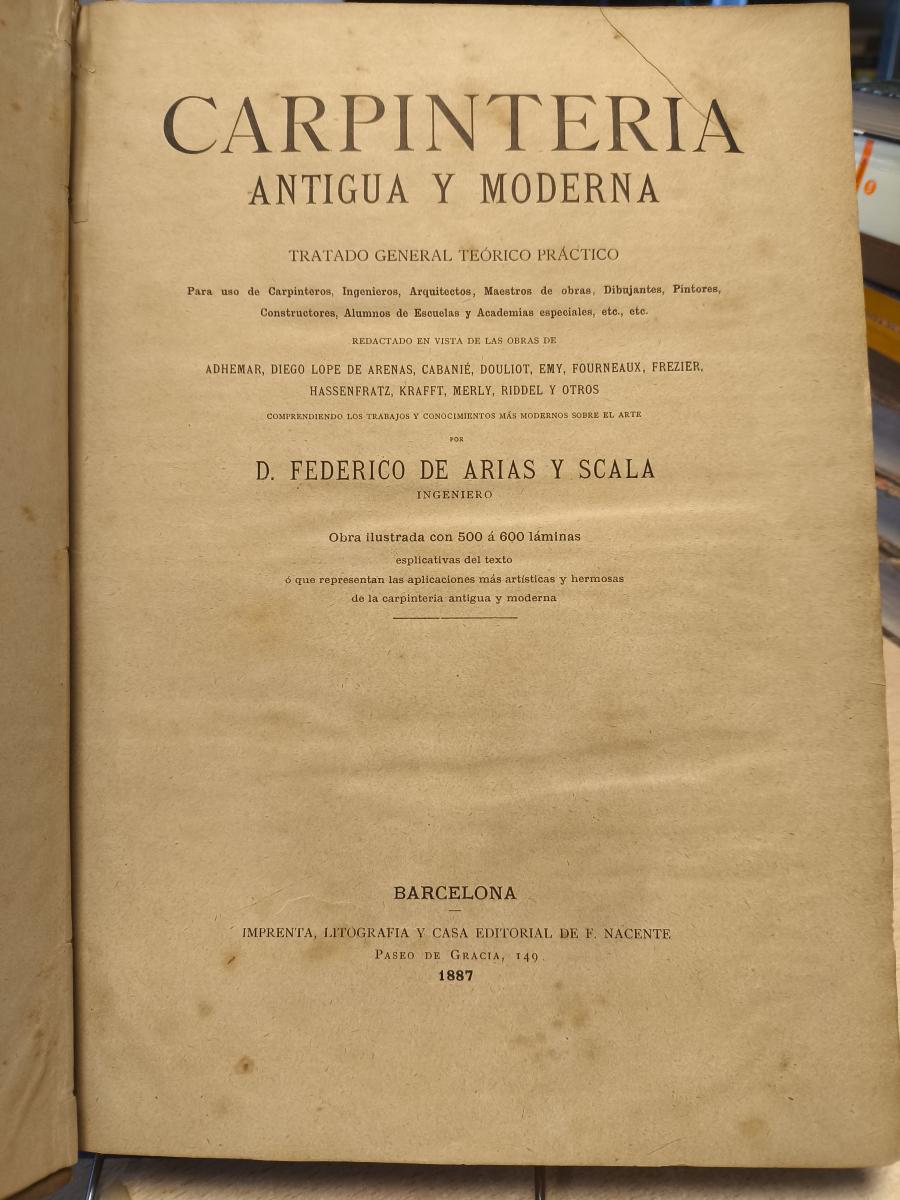 CARPINTERIA
ANTIGUA Y MODERNA
TRATADO GENERAL TEÓRICO PRÁCTICO
Para uso de Carpinteros, Ingenieros, Arquitectos, Maestros de obras, Dibujantes, Pintores,
Constructores, Alumnos de Escuelas y Academias especiales, etc., etc.
REDACTADO EN VISTA DE LAS OBRAS DE
ADHEMAR, DIEGO LOPE DE ARENAS, CABANIÉ, DOULIOT, EMY, FOURNEAUX, FREZIER,
HASSENFRATZ, KRAFFT, MERLY, RIDDEL Y OTROS
COMPRENDIENDO LOS TRABAJOS Y CONOCIMIENTOS MÁS MODERNOS SOBRE EL ARTE
POR
D. FEDERICO DE ARIAS Y SCALA
INGENIERO
Obra ilustrada con 500 á 600 láminas
esplicativas del texto
ó que representan las aplicaciones más artísticas y hermosas
de la carpinteria antigua y moderna
BARCELONA
IMPRENTA, LITOGRAFIA Y CASA EDITORIAL DE F. NACENTE
PASEO DE GRACIA, 149
1887